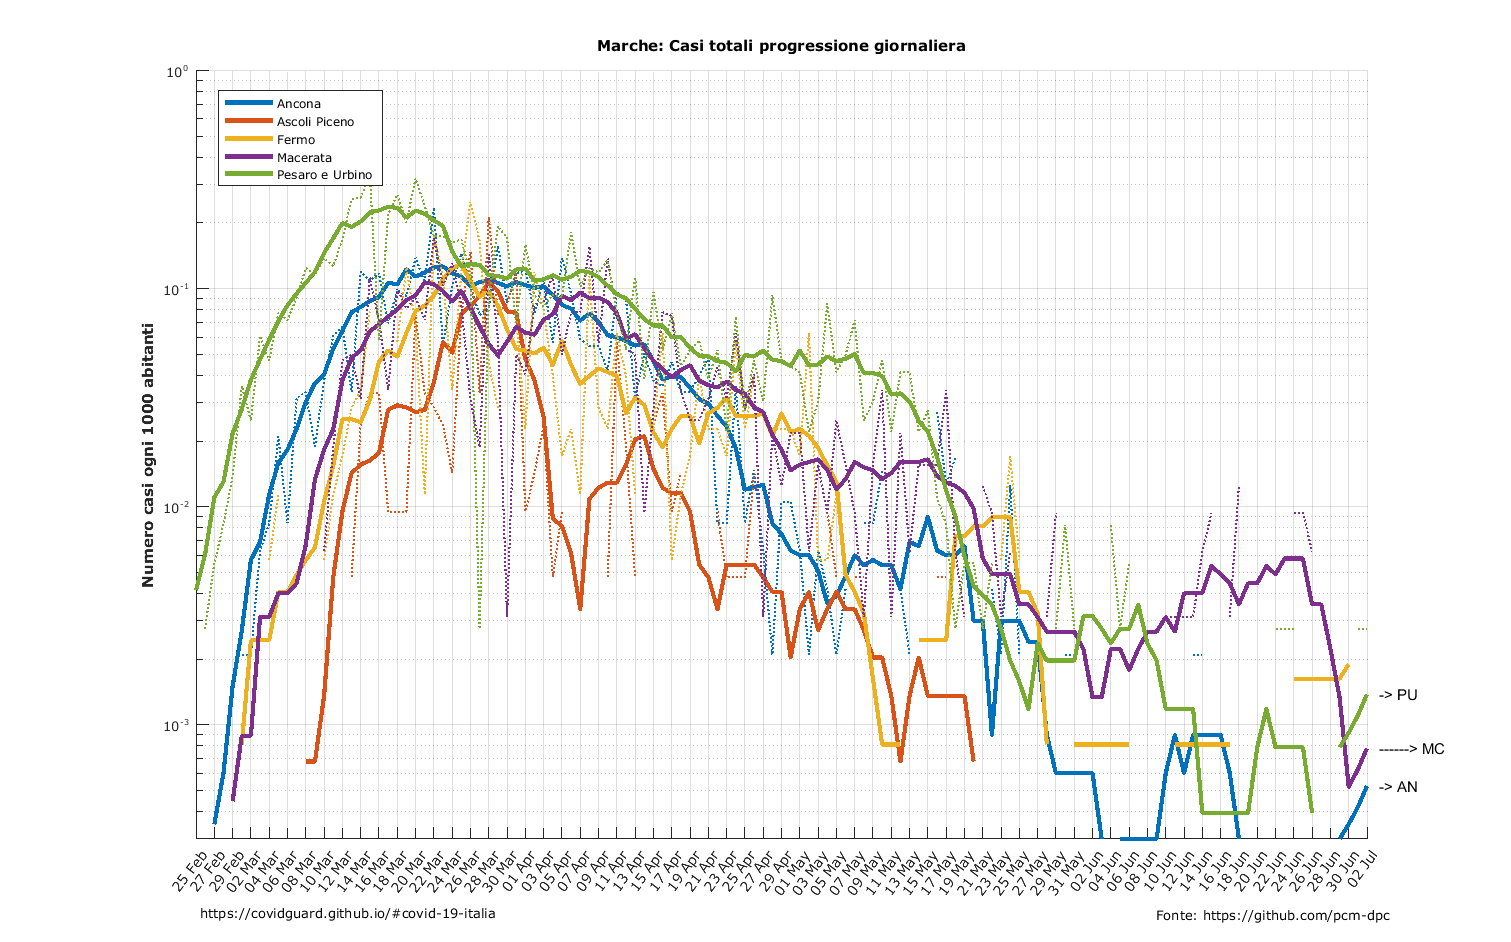 Marche: Casi totali progressione giornaliera
10^0
10^-1
10^-2
10^-3
Numero casi ogni 1000 abitanti
Ancona
Ascoli Piceno
Fermo
Macerata
Pesaro e Urbino
-> PU
------> MC
-> AN
25 Feb
27 Feb
29 Feb
02 Mar
04 Mar
06 Mar
08 Mar
10 Mar
12 Mar
14 Mar
16 Mar
18 Mar
20 Mar
22 Mar
24 Mar
26 Mar
28 Mar
30 Mar
01 Apr
03 Apr
05 Apr
07 Apr
09 Apr
11 Apr
13 Apr
15 Apr
17 Apr
19 Apr
21 Apr
23 Apr
25 Apr
27 Apr
29 Apr
01 May
03 May
05 May
07 May
09 May
11 May
13 May
15 May
17 May
19 May
21 May
23 May
25 May
27 May
29 May
31 May
02 Jun
04 Jun
06 Jun
08 Jun
10 Jun
12 Jun
14 Jun
16 Jun
18 Jun
20 Jun
22 Jun
24 Jun
26 Jun
28 Jun
30 Jun
02 Jul
https://covidguard.github.io/#covid-19-italia
Fonte: https://github.com/pcm-dpc